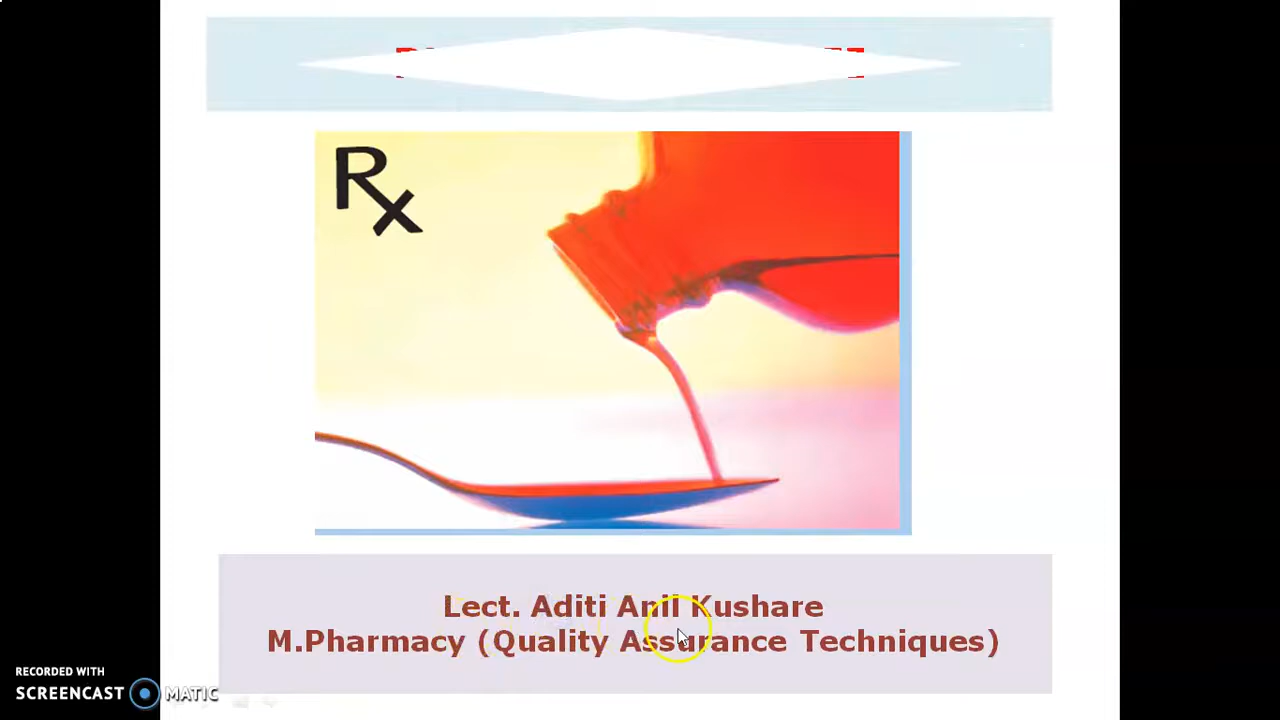 Rx
Lect. Aditi Anil Kushare
M.Pharmacy (Quality Assurance Techniques)
RECORDED WITH
SCREENCAST MATIC